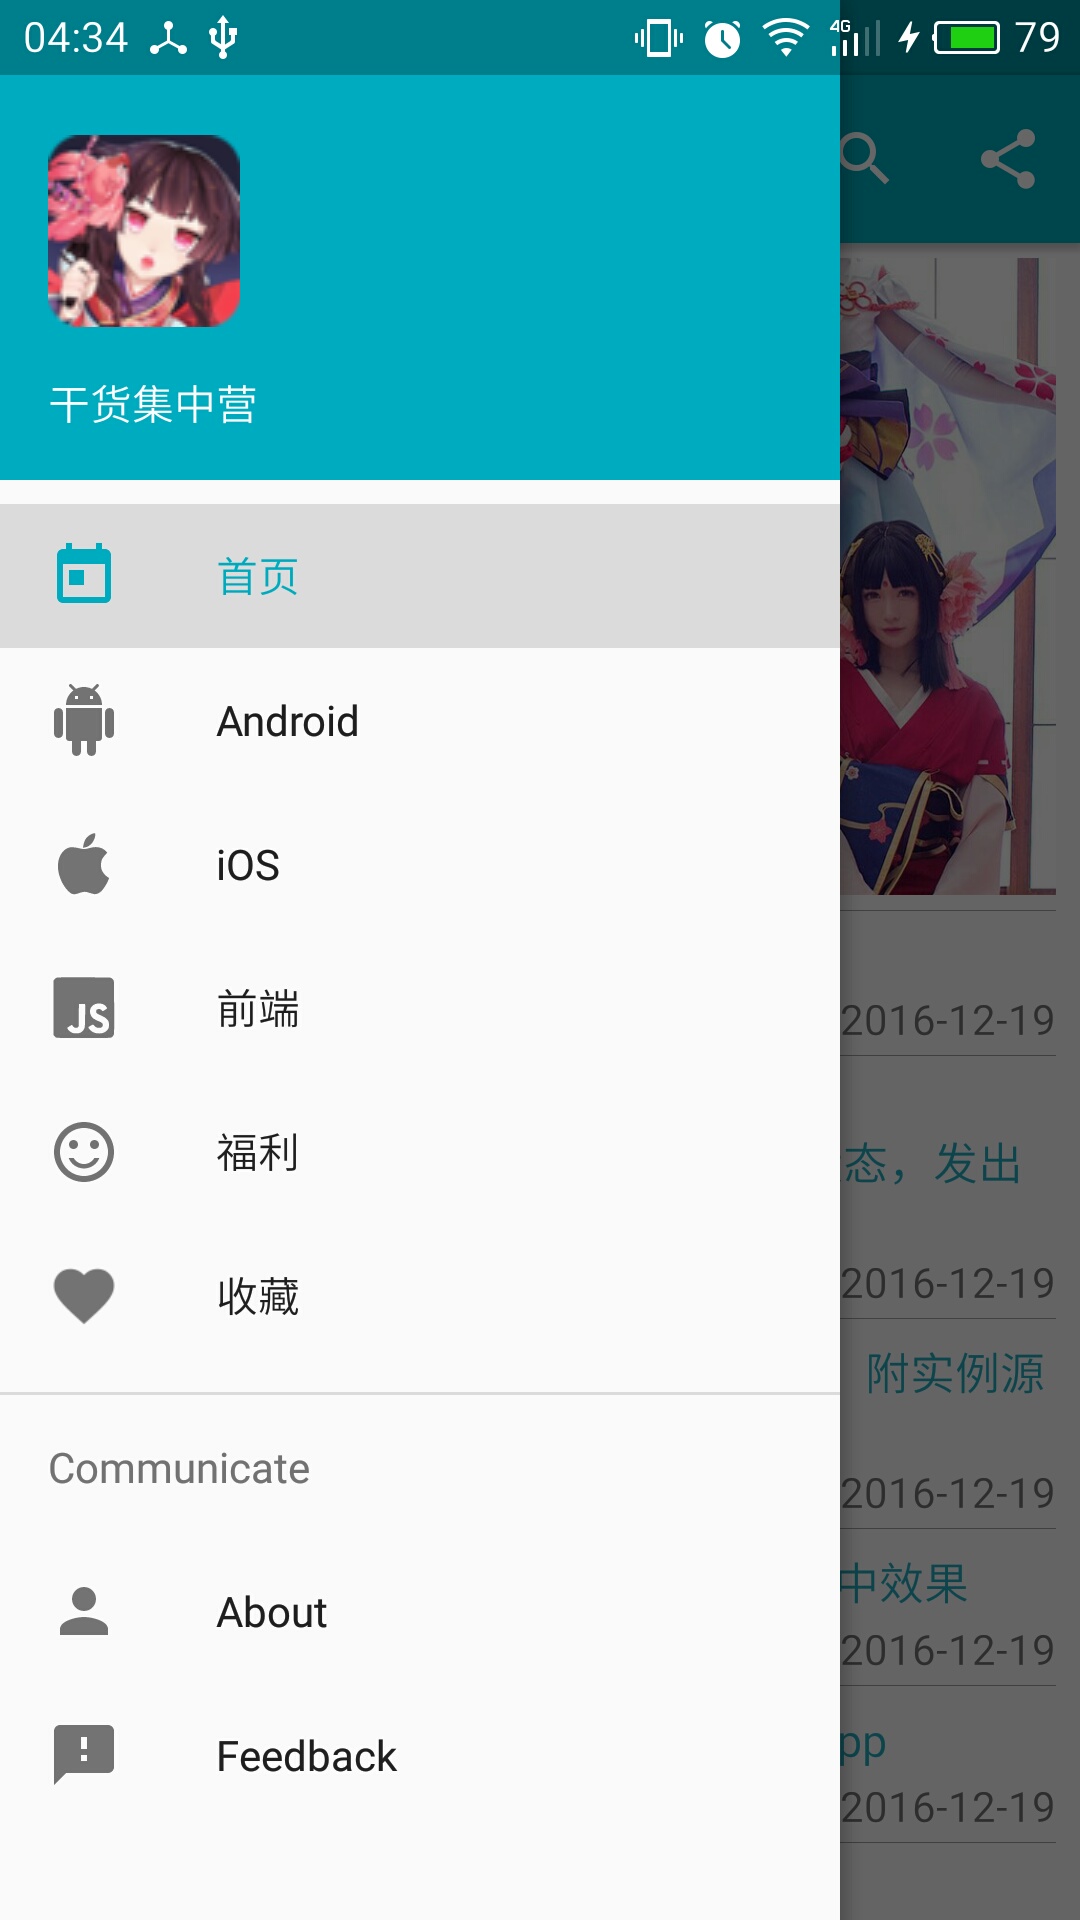 04:34
4G
79
干货集中营
首页
Android
iOS
JS
前端
福利
收藏
Communicate
About
Feedback
2016-12-19
态，发出
2016-12-19
附实例源
2016-12-19
中效果
2016-12-19
pp
2016-12-19